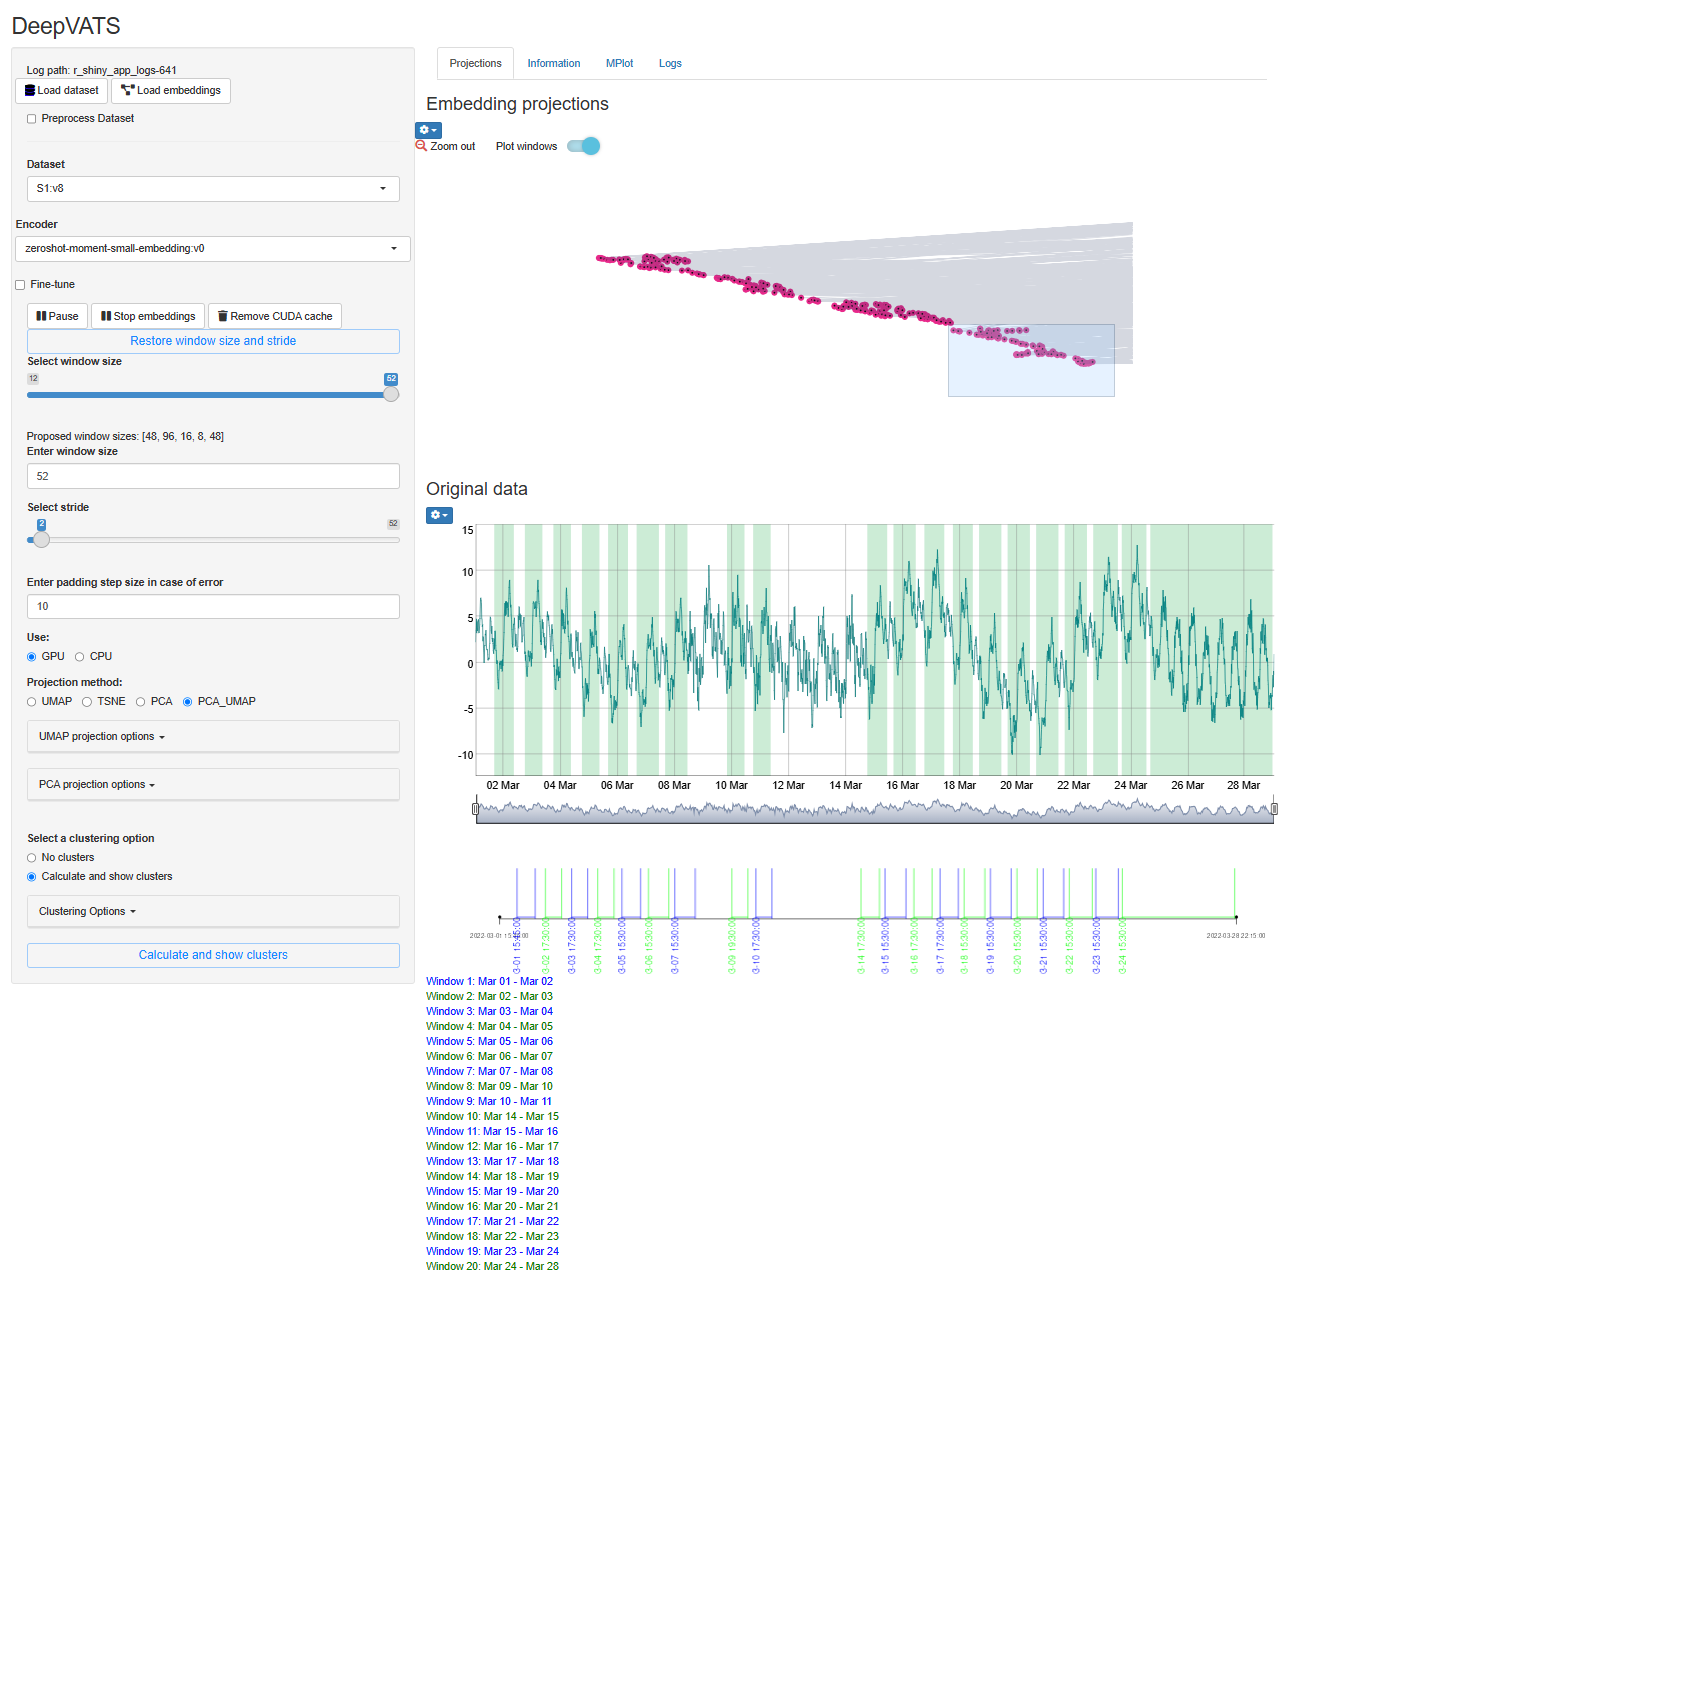 DeepVATS
Log path: r_shiny_app_logs-641
Load dataset
Load embeddings
Preprocess Dataset
Dataset
S1:v8
Encoder
zeroshot-moment-small-embedding:v0
Fine-tune
Pause
Stop embeddings
Remove CUDA cache
Restore window size and stride
Select window size
12
52
Proposed window sizes: [48, 96, 16, 8, 48]
Enter window size
52
Select stride
2
52
Enter padding step size in case of error
10
Use:
GPU CPU
Projection method:
UMAP TSNE PCA PCA_UMAP
UMAP projection options
PCA projection options
Select a clustering option
No clusters
Calculate and show clusters
Clustering Options
Calculate and show clusters
Projections Information MPlot Logs
Embedding projections
Zoom out Plot windows
Original data
15
10
5
0
-5
-10
02 Mar 04 Mar 06 Mar 08 Mar 10 Mar 12 Mar 14 Mar 16 Mar 18 Mar 20 Mar 22 Mar 24 Mar 26 Mar 28 Mar
2022-03-28 22:15:00
3-02 17:30:00
3-03 17:30:00
3-04 17:30:00
3-05 15:30:00
3-06 15:30:00
3-07 15:30:00
3-09 19:30:00
3-10 17:30:00
3-14 17:30:00
3-15 15:30:00
3-16 17:30:00
3-17 17:30:00
3-18 15:30:00
3-19 15:30:00
3-20 15:30:00
3-21 15:30:00
3-22 15:30:00
3-23 15:30:00
3-24 15:30:00
Window 1: Mar 01 - Mar 02
Window 2: Mar 02 - Mar 03
Window 3: Mar 03 - Mar 04
Window 4: Mar 04 - Mar 05
Window 5: Mar 05 - Mar 06
Window 6: Mar 06 - Mar 07
Window 7: Mar 07 - Mar 08
Window 8: Mar 09 - Mar 10
Window 9: Mar 10 - Mar 11
Window 10: Mar 14 - Mar 15
Window 11: Mar 15 - Mar 16
Window 12: Mar 16 - Mar 17
Window 13: Mar 17 - Mar 18
Window 14: Mar 18 - Mar 19
Window 15: Mar 19 - Mar 20
Window 16: Mar 20 - Mar 21
Window 17: Mar 21 - Mar 22
Window 18: Mar 22 - Mar 23
Window 19: Mar 23 - Mar 24
Window 20: Mar 24 - Mar 28